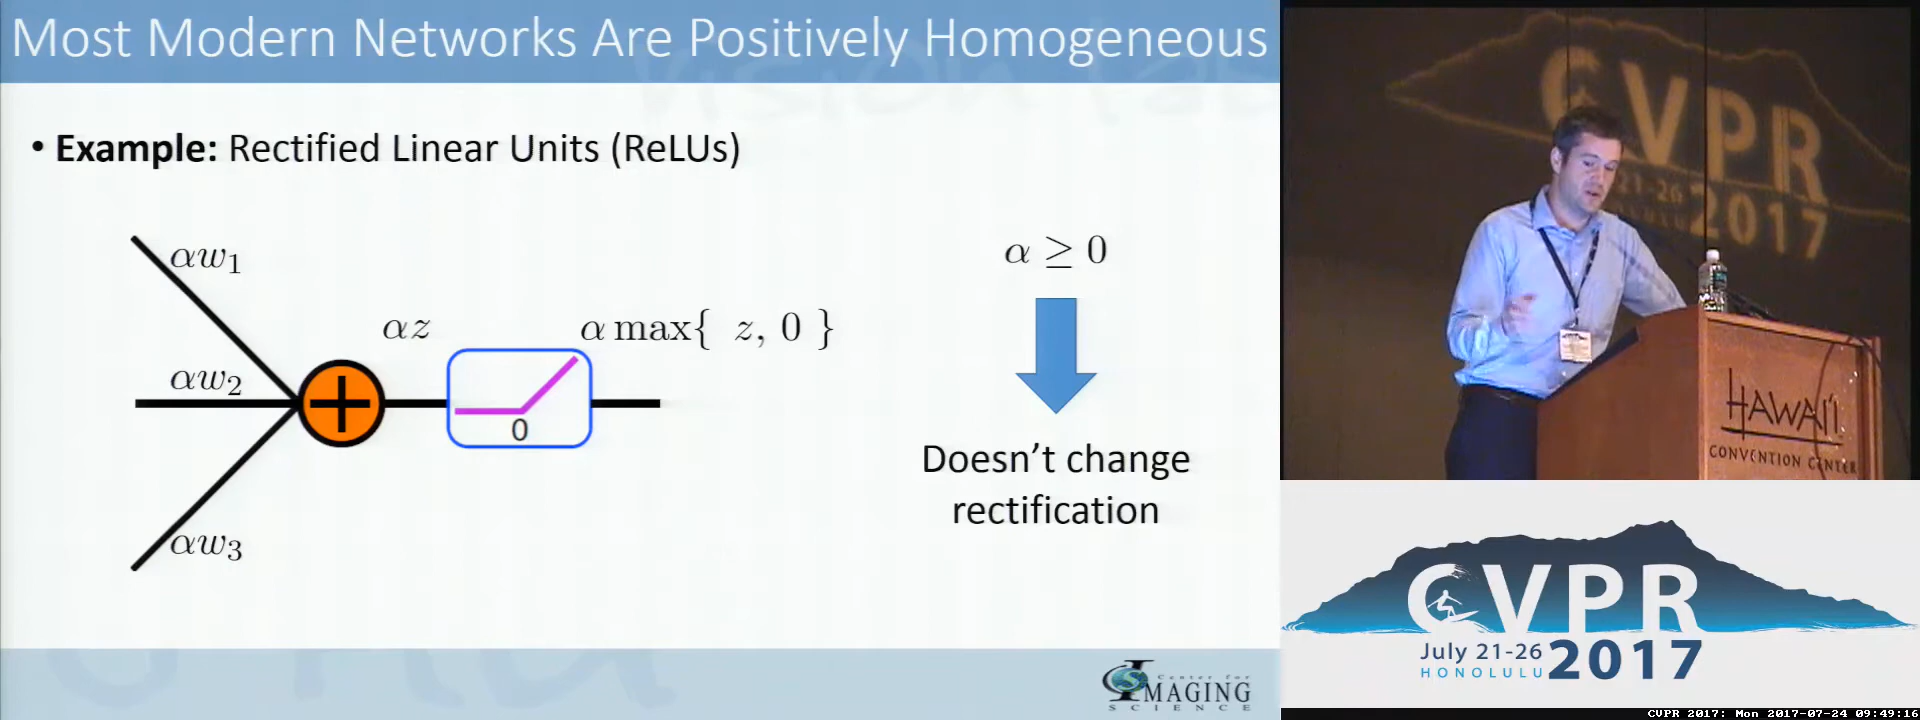 Most Modern Networks Are Positively Homogeneous
• Example: Rectified Linear Units (ReLUs)
αw₁
αw₂
αw₃
αz
α max{ z, 0 }
0
α ≥ 0
Doesn't change
rectification
Center for
IMAGING
SCIENCE
CVPR
21-26
2017
HAWAI'I
CONVENTION CENTER
CVPR
July 21-26
HONOLULU
2017
CVPR 2017: Mon 2017-07-24 09:49:16